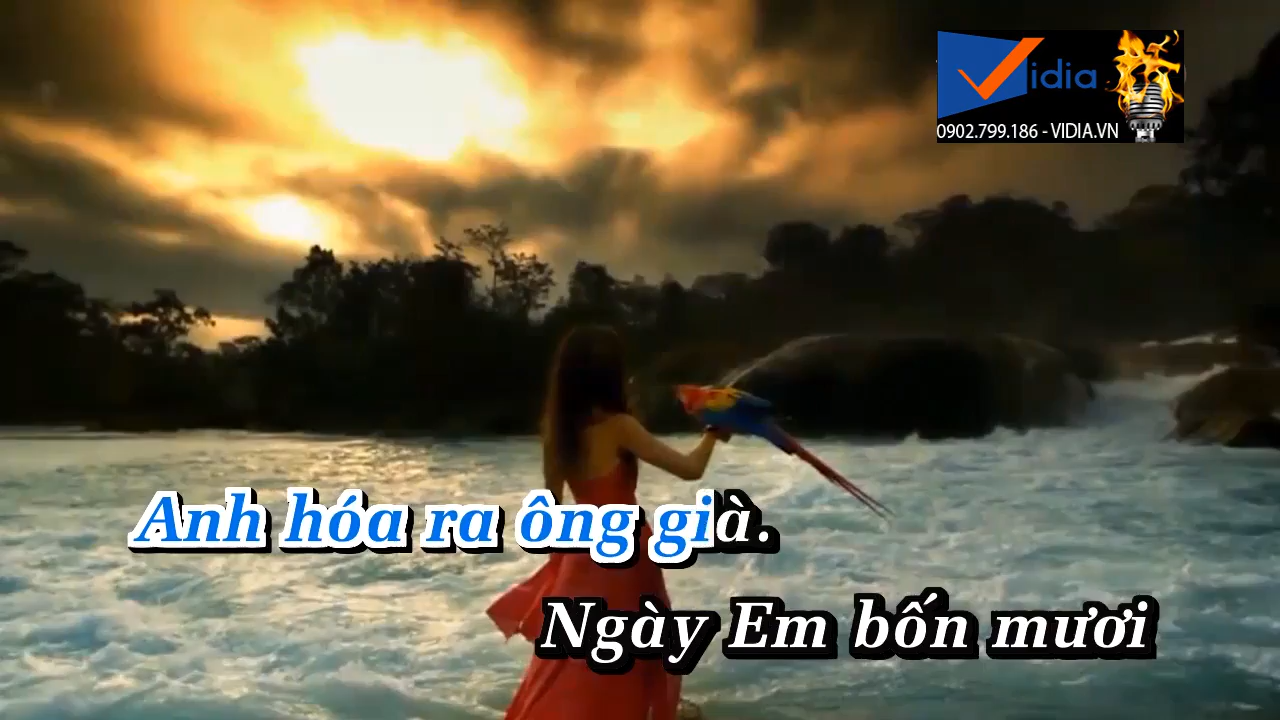 Vidia
0902.799.186 - VIDIA.VN
Anh hóa ra ông già.
Ngày Em bốn mươi